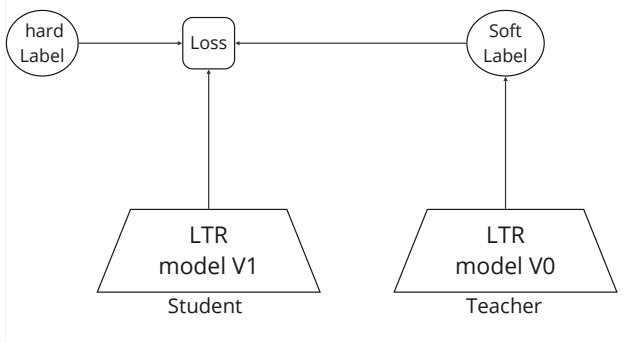 hard
Label
Loss
Soft
Label
LTR
model V1
Student
LTR
model V0
Teacher